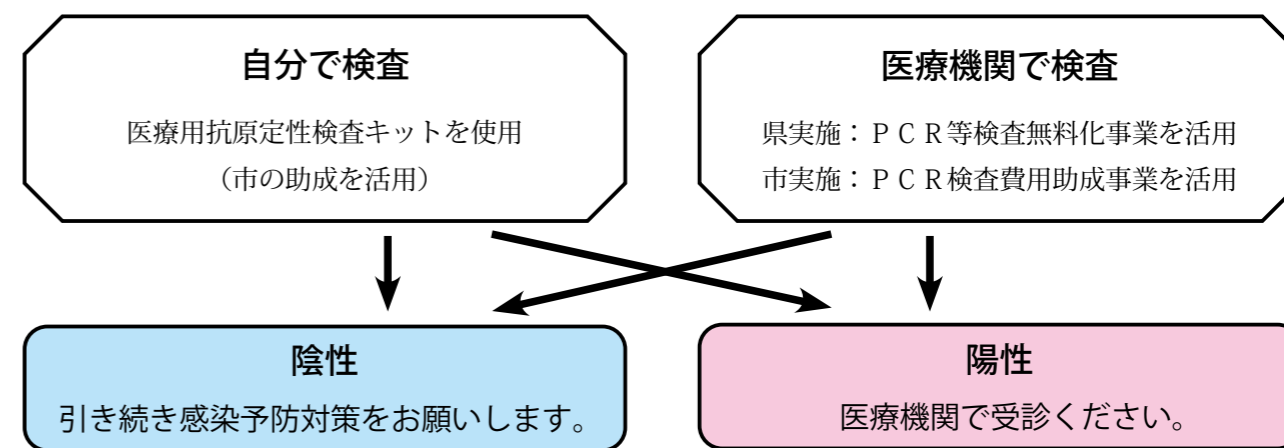 自分で検査
医療用抗原定性検査キットを使用
（市の助成を活用）
医療機関で検査
県実施：ＰＣＲ等検査無料化事業を活用
市実施：ＰＣＲ検査費用助成事業を活用
陰性
引き続き感染予防対策をお願いします。
陽性
医療機関で受診ください。